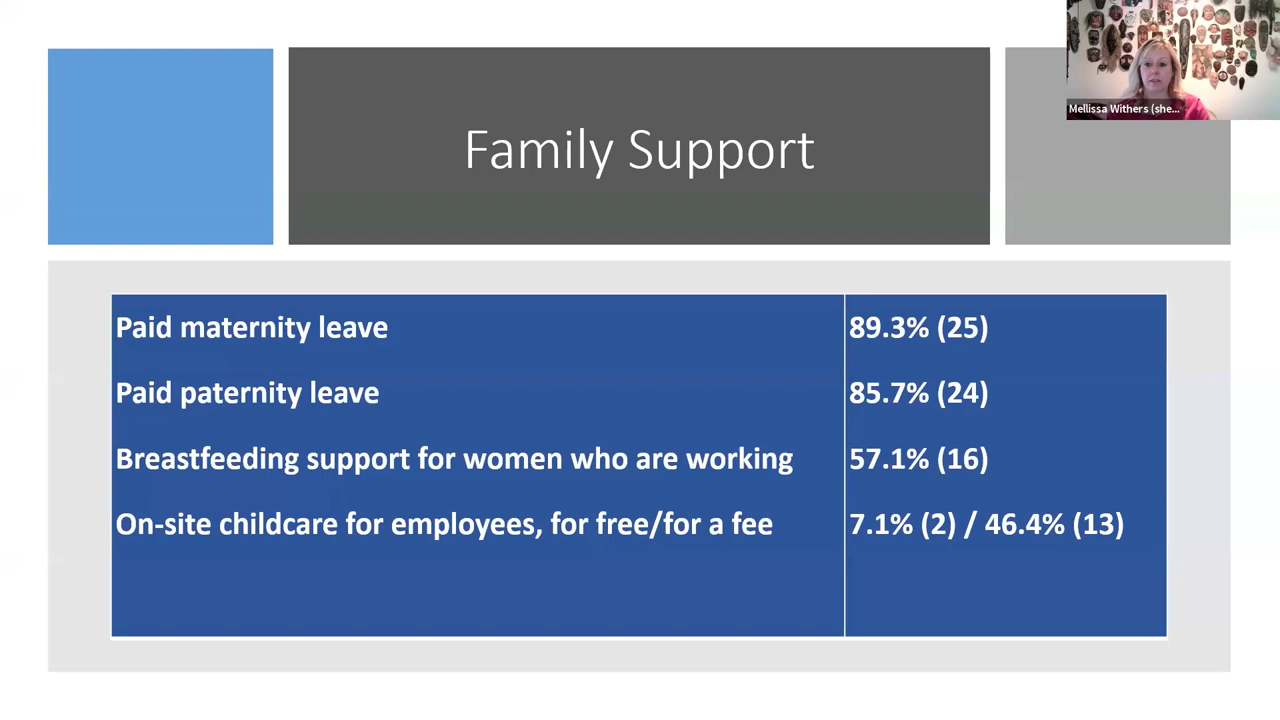 Mellissa Withers (she...
Family Support
Paid maternity leave 89.3% (25)
Paid paternity leave 85.7% (24)
Breastfeeding support for women who are working 57.1% (16)
On-site childcare for employees, for free/for a fee 7.1% (2) / 46.4% (13)